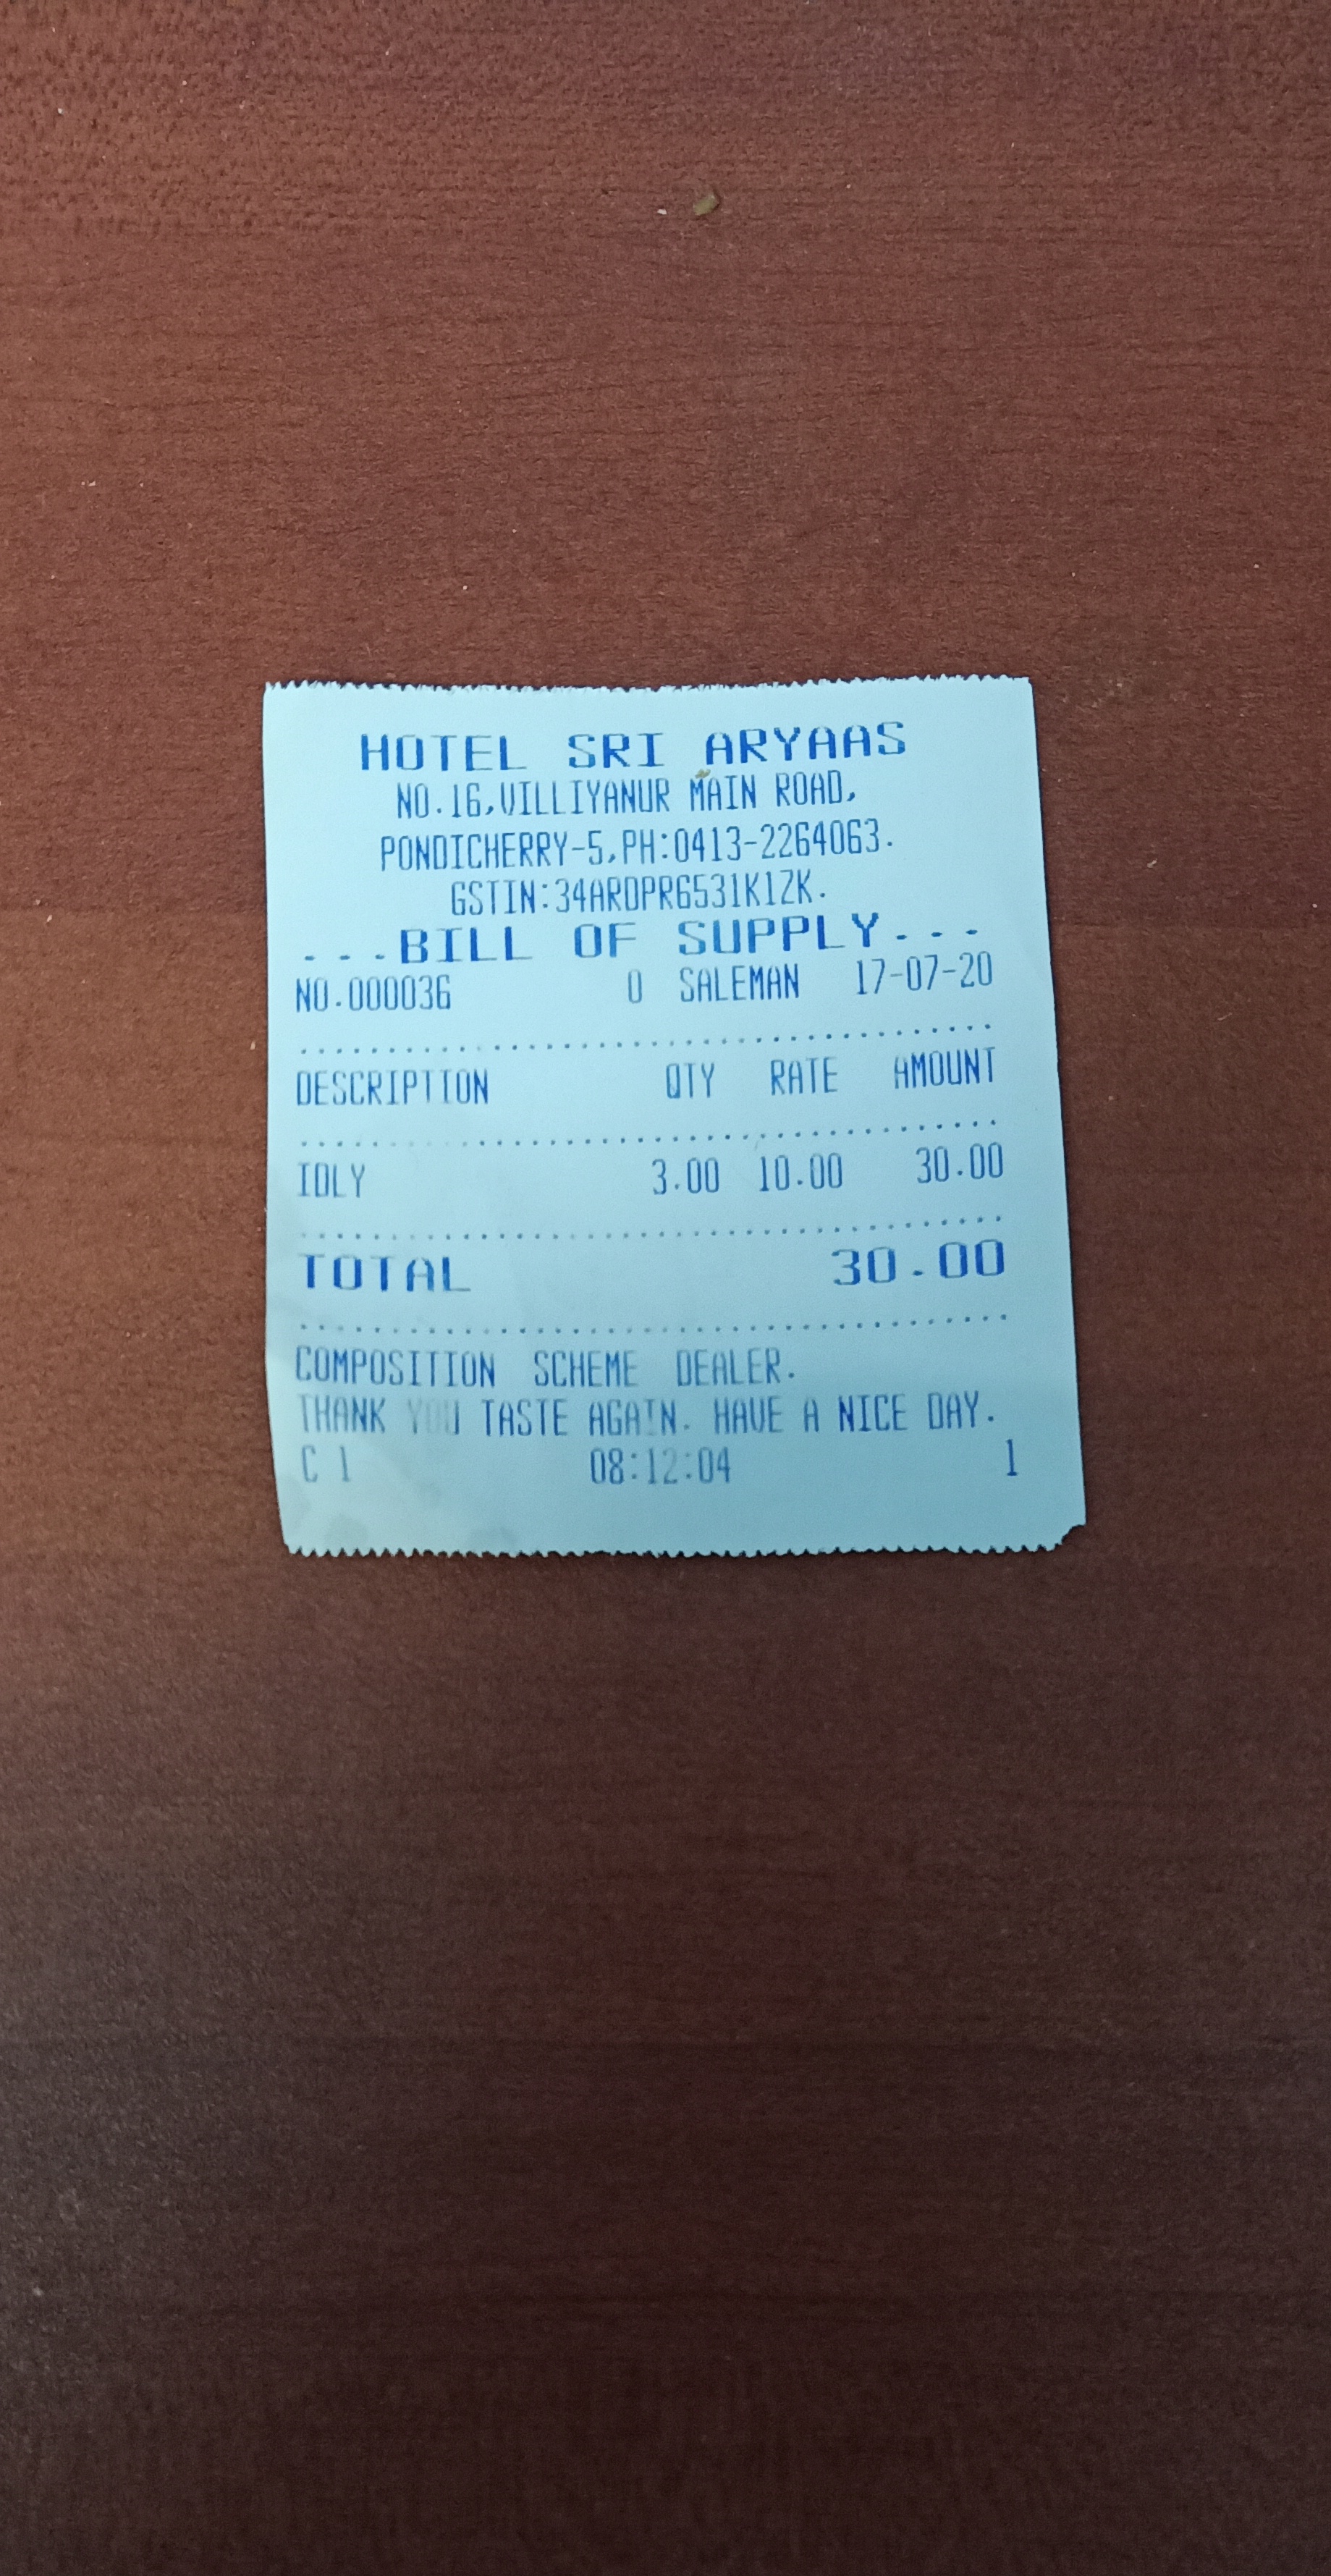 HOTEL SRI ARYAAS
NO.16,VILLIYANUR MAIN ROAD,
PONDICHERRY-5,PH:0413-2264063.
GSTIN:34ARDPR6531K1ZK.
---BILL OF SUPPLY---
NO.000036 0 SALEMAN 17-07-20
DESCRIPTION QTY RATE AMOUNT
IDLY 3.00 10.00 30.00
TOTAL 30.00
COMPOSITION SCHEME DEALER.
THANK YOU TASTE AGAIN. HAVE A NICE DAY.
C 1 08:12:04 1